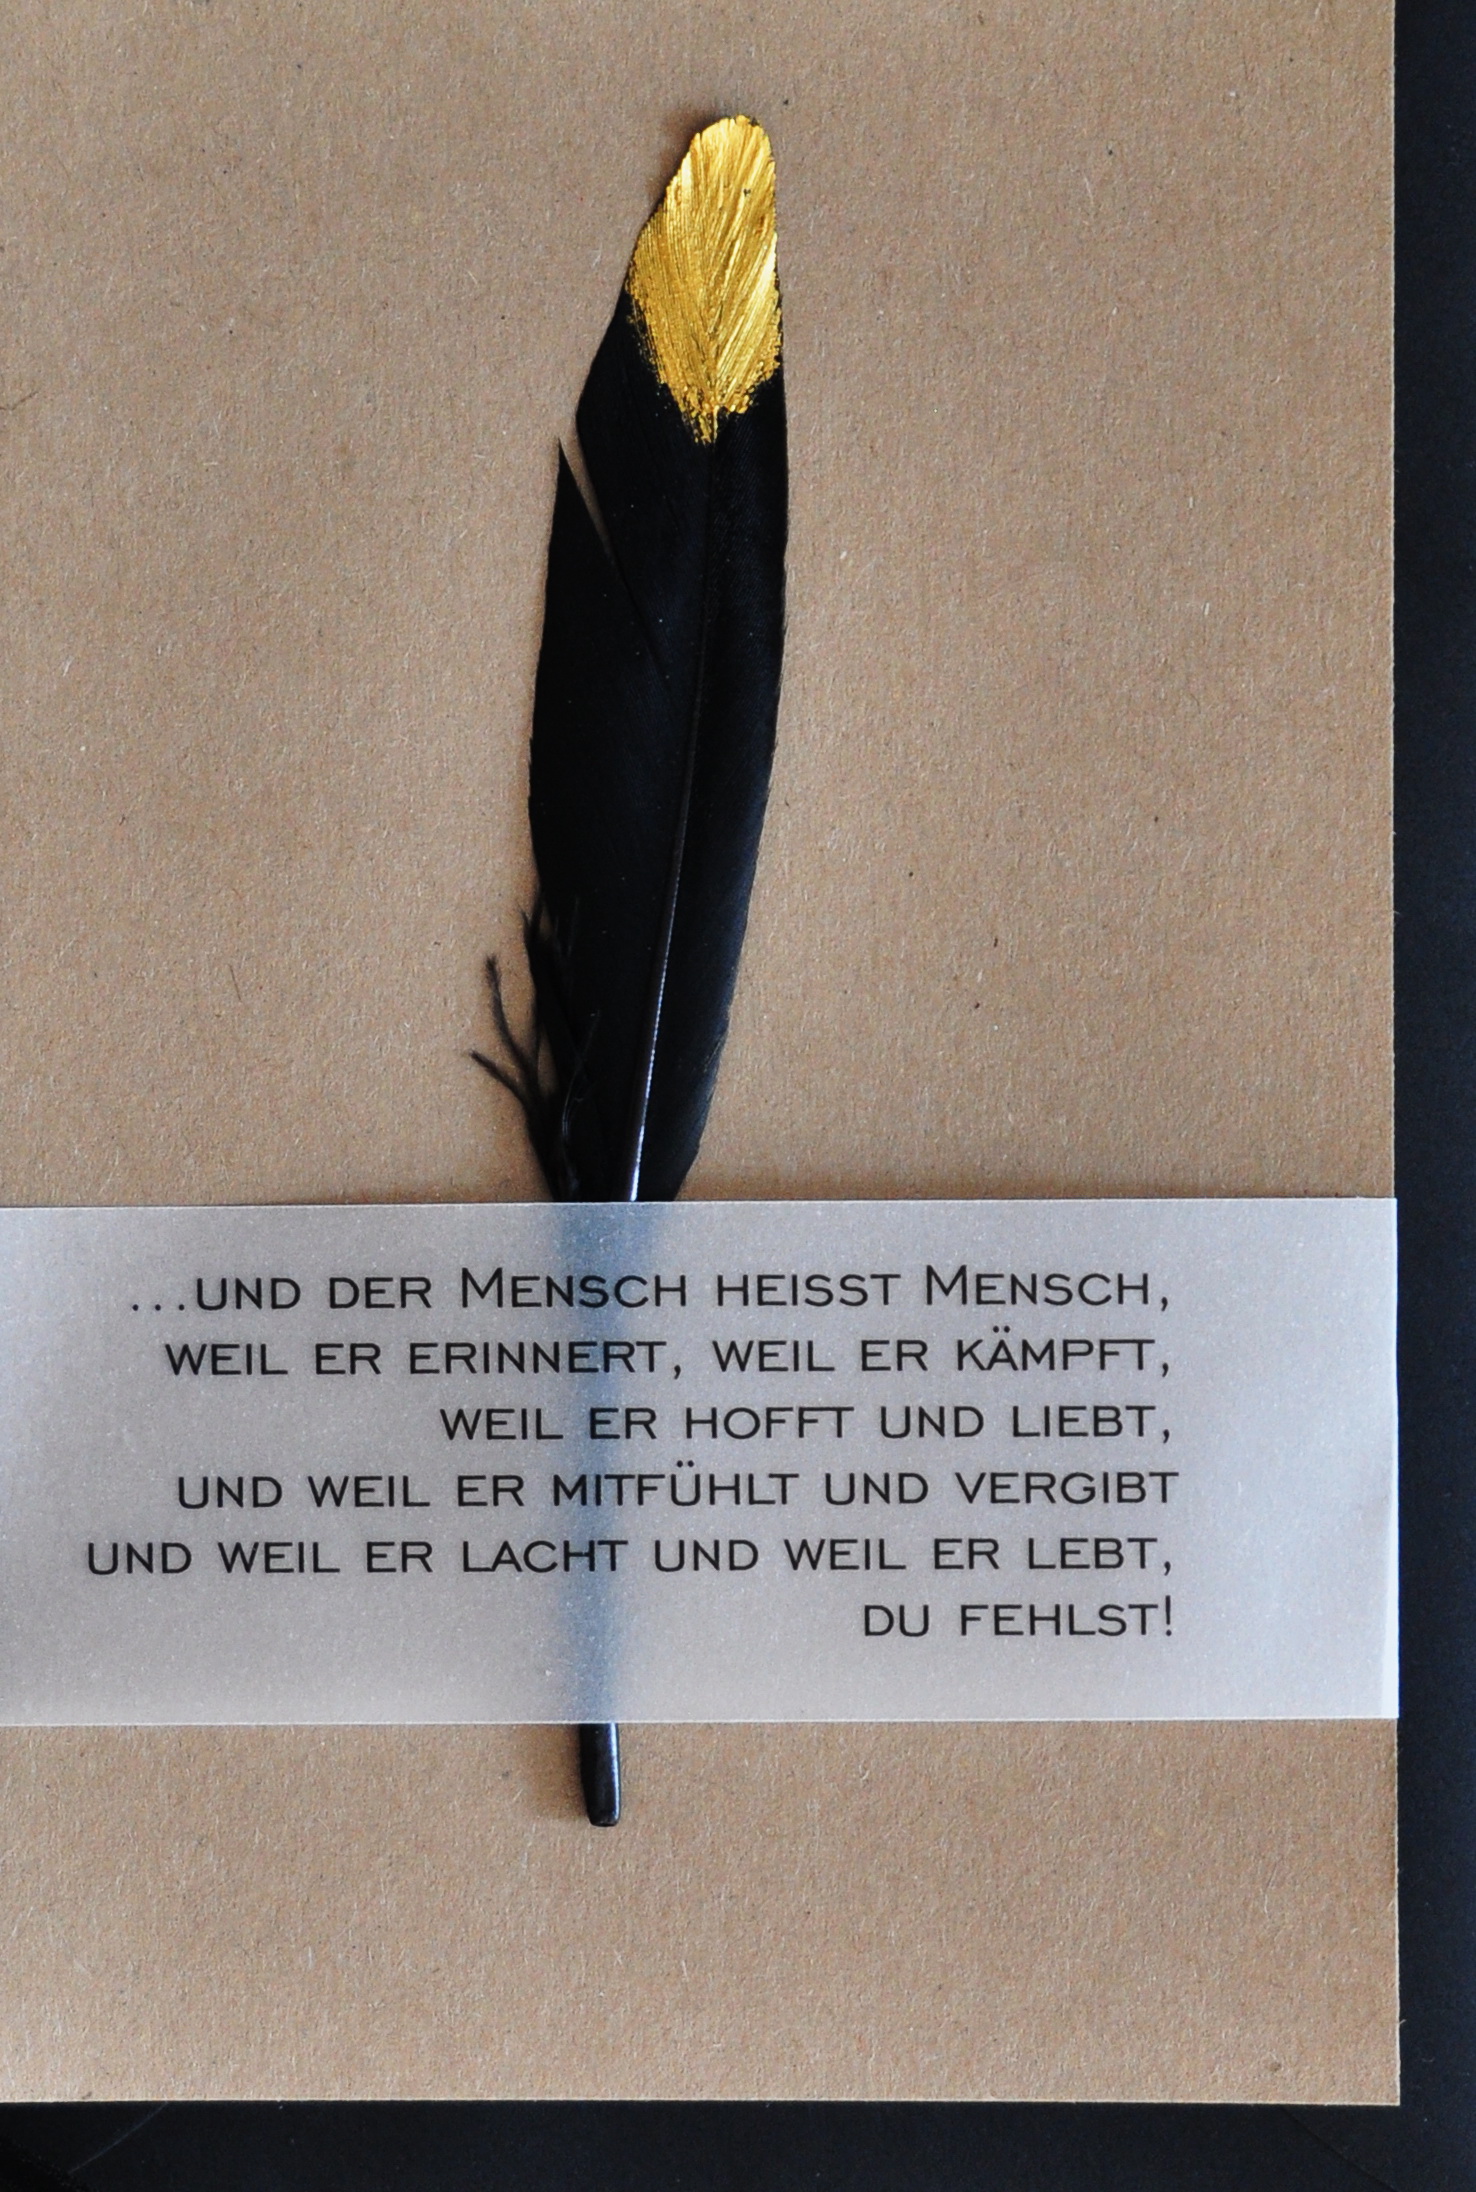 ...UND DER MENSCH HEISST MENSCH,
WEIL ER ERINNERT, WEIL ER KÄMPFT,
WEIL ER HOFFT UND LIEBT,
UND WEIL ER MITFÜHLT UND VERGIBT
UND WEIL ER LACHT UND WEIL ER LEBT,
DU FEHLST!